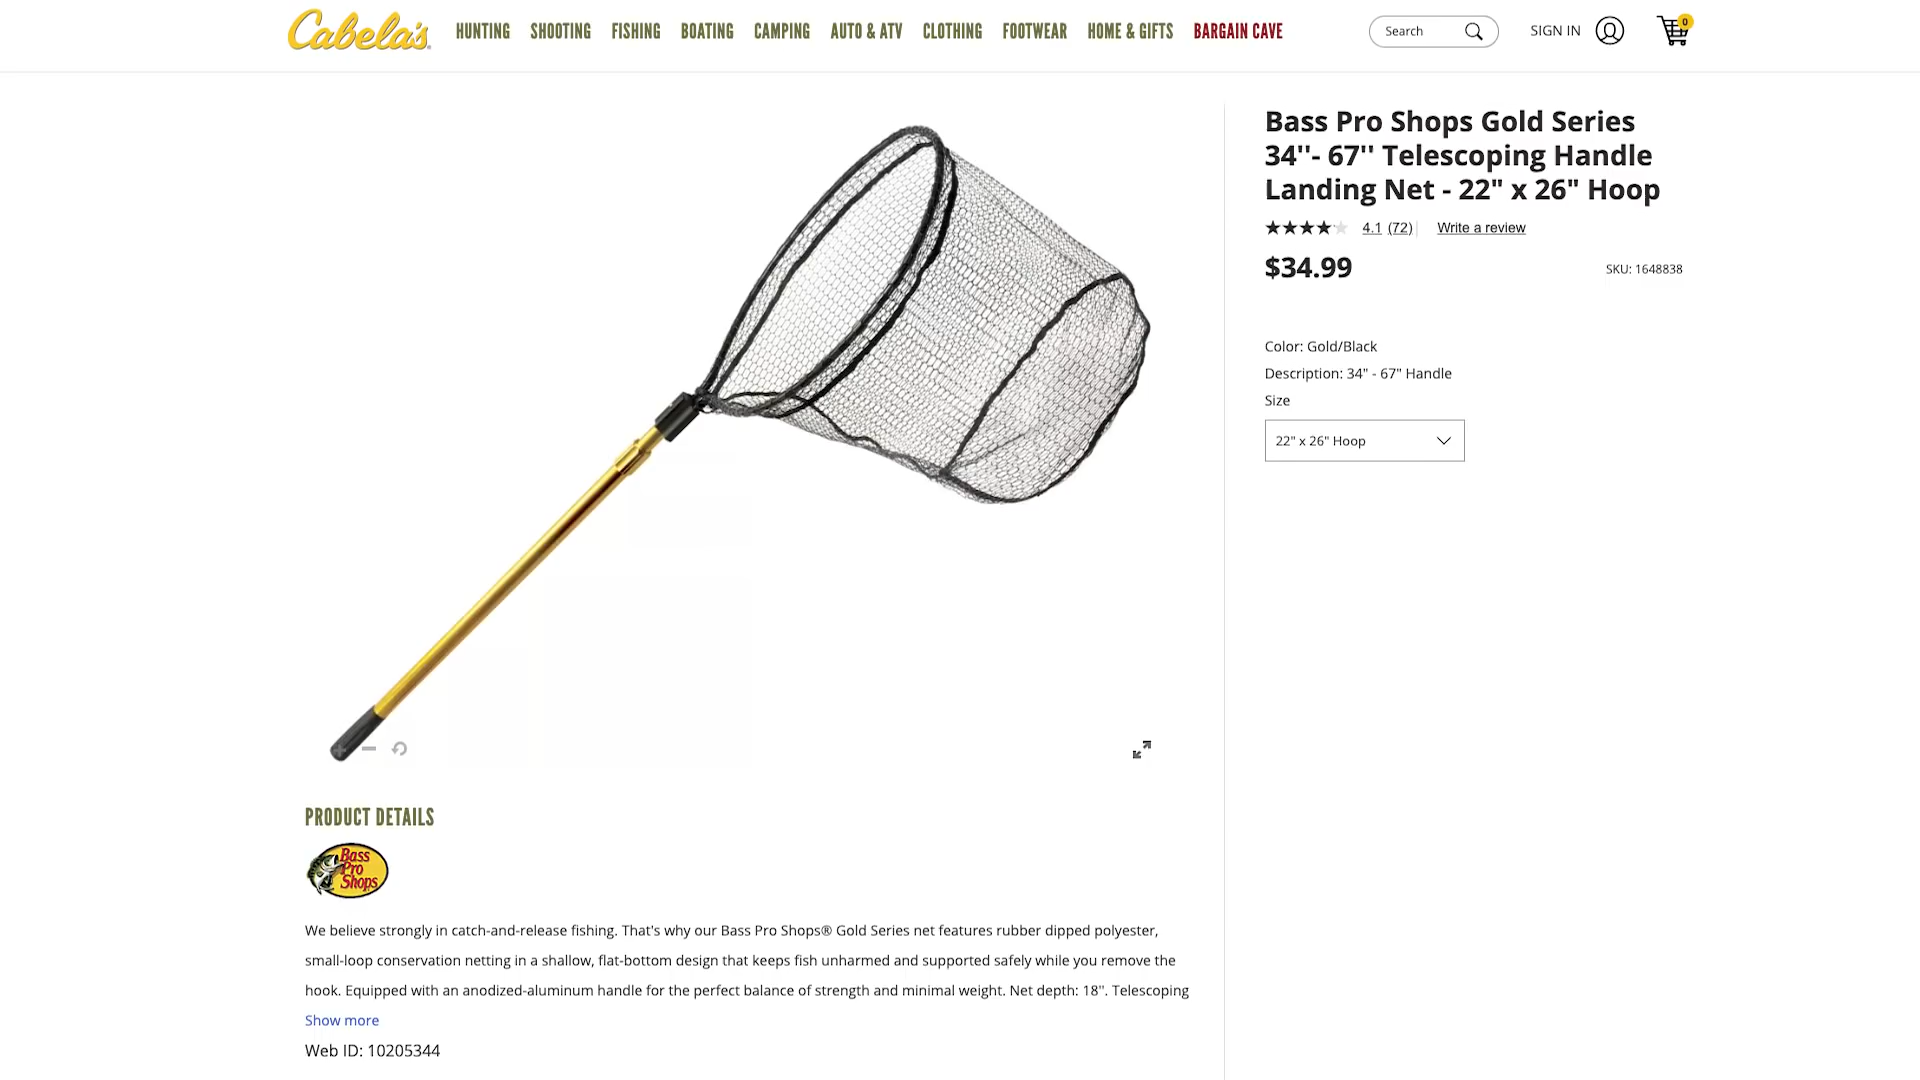 Cabela's
HUNTING SHOOTING FISHING BOATING CAMPING AUTO & ATV CLOTHING FOOTWEAR HOME & GIFTS BARGAIN CAVE
Search
SIGN IN
0
Bass Pro Shops Gold Series
34''- 67'' Telescoping Handle
Landing Net - 22" x 26" Hoop
4.1 (72) Write a review
$34.99
SKU: 1648838
Color: Gold/Black
Description: 34" - 67" Handle
Size
22" x 26" Hoop
PRODUCT DETAILS
Bass
Pro
Shops
We believe strongly in catch-and-release fishing. That's why our Bass Pro Shops® Gold Series net features rubber dipped polyester,
small-loop conservation netting in a shallow, flat-bottom design that keeps fish unharmed and supported safely while you remove the
hook. Equipped with an anodized-aluminum handle for the perfect balance of strength and minimal weight. Net depth: 18''. Telescoping
Show more
Web ID: 10205344